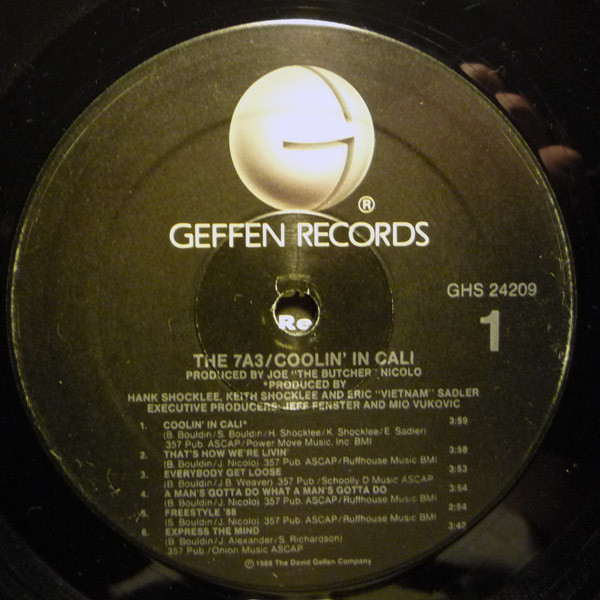 G
®
GEFFEN RECORDS
GHS 24209
1
Re
THE 7A3/COOLIN' IN CALI
PRODUCED BY JOE "THE BUTCHER" NICOLO
*PRODUCED BY
HANK SHOCKLEE, KEITH SHOCKLEE AND ERIC "VIETNAM" SADLER
EXECUTIVE PRODUCERS: JEFF FENSTER AND MIO VUKOVIC
1. COOLIN' IN CALI* 3:59
(B. Bouldin/S. Bouldin/H. Shocklee/K. Shocklee/E. Sadler)
357 Pub. ASCAP/Power Move Music, Inc. BMI
2. THAT'S HOW WE'RE LIVIN' 3:58
(B. Bouldin/J. Nicolo) 357 Pub. ASCAP/Ruffhouse Music BMI
3. EVERYBODY GET LOOSE 3:53
(B. Bouldin/J.B. Weaver) 357 Pub./Schoolly D Music ASCAP
4. A MAN'S GOTTA DO WHAT A MAN'S GOTTA DO 3:54
(B. Bouldin/J. Nicolo) 357 Pub. ASCAP/Ruffhouse Music BMI
5. FREESTYLE '88 2:54
(S. Bouldin/J. Nicolo) 357 Pub. ASCAP/Ruffhouse Music BMI
6. EXPRESS THE MIND 3:42
(B. Bouldin/J. Alexander/S. Richardson)
357 Pub./Onion Music ASCAP
℗ 1988 The David Geffen Company